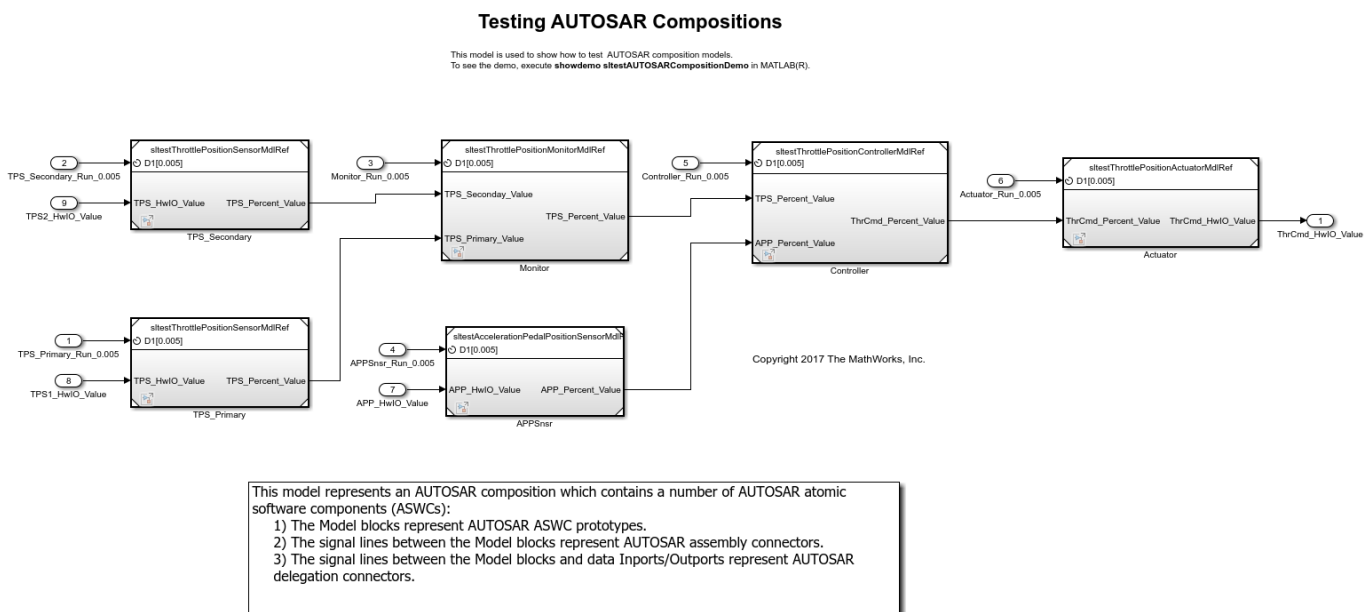 Testing AUTOSAR Compositions
This model is used to show how to test AUTOSAR composition models.
To see the demo, execute showdemo sltestAUTOSARCompositionDemo in MATLAB(R).
sltestThrottlePositionSensorMdlRef
D1[0.005]
2
TPS_Secondary_Run_0.005
9
TPS2_HwIO_Value
TPS_HwIO_Value
TPS_Percent_Value
TPS_Secondary
sltestThrottlePositionMonitorMdlRef
D1[0.005]
3
Monitor_Run_0.005
TPS_Seconday_Value
TPS_Percent_Value
TPS_Primary_Value
Monitor
sltestThrottlePositionControllerMdlRef
D1[0.005]
5
Controller_Run_0.005
TPS_Percent_Value
ThrCmd_Percent_Value
APP_Percent_Value
Controller
sltestThrottlePositionActuatorMdlRef
D1[0.005]
6
Actuator_Run_0.005
ThrCmd_Percent_Value
ThrCmd_HwIO_Value
1
ThrCmd_HwIO_Value
Actuator
sltestThrottlePositionSensorMdlRef
D1[0.005]
1
TPS_Primary_Run_0.005
8
TPS1_HwIO_Value
TPS_HwIO_Value
TPS_Percent_Value
TPS_Primary
sltestAccelerationPedalPositionSensorMdlR
D1[0.005]
4
APPSnsr_Run_0.005
7
APP_HwIO_Value
APP_HwIO_Value
APP_Percent_Value
APPSnsr
Copyright 2017 The MathWorks, Inc.
This model represents an AUTOSAR composition which contains a number of AUTOSAR atomic
software components (ASWCs):
1) The Model blocks represent AUTOSAR ASWC prototypes.
2) The signal lines between the Model blocks represent AUTOSAR assembly connectors.
3) The signal lines between the Model blocks and data Inports/Outports represent AUTOSAR
delegation connectors.